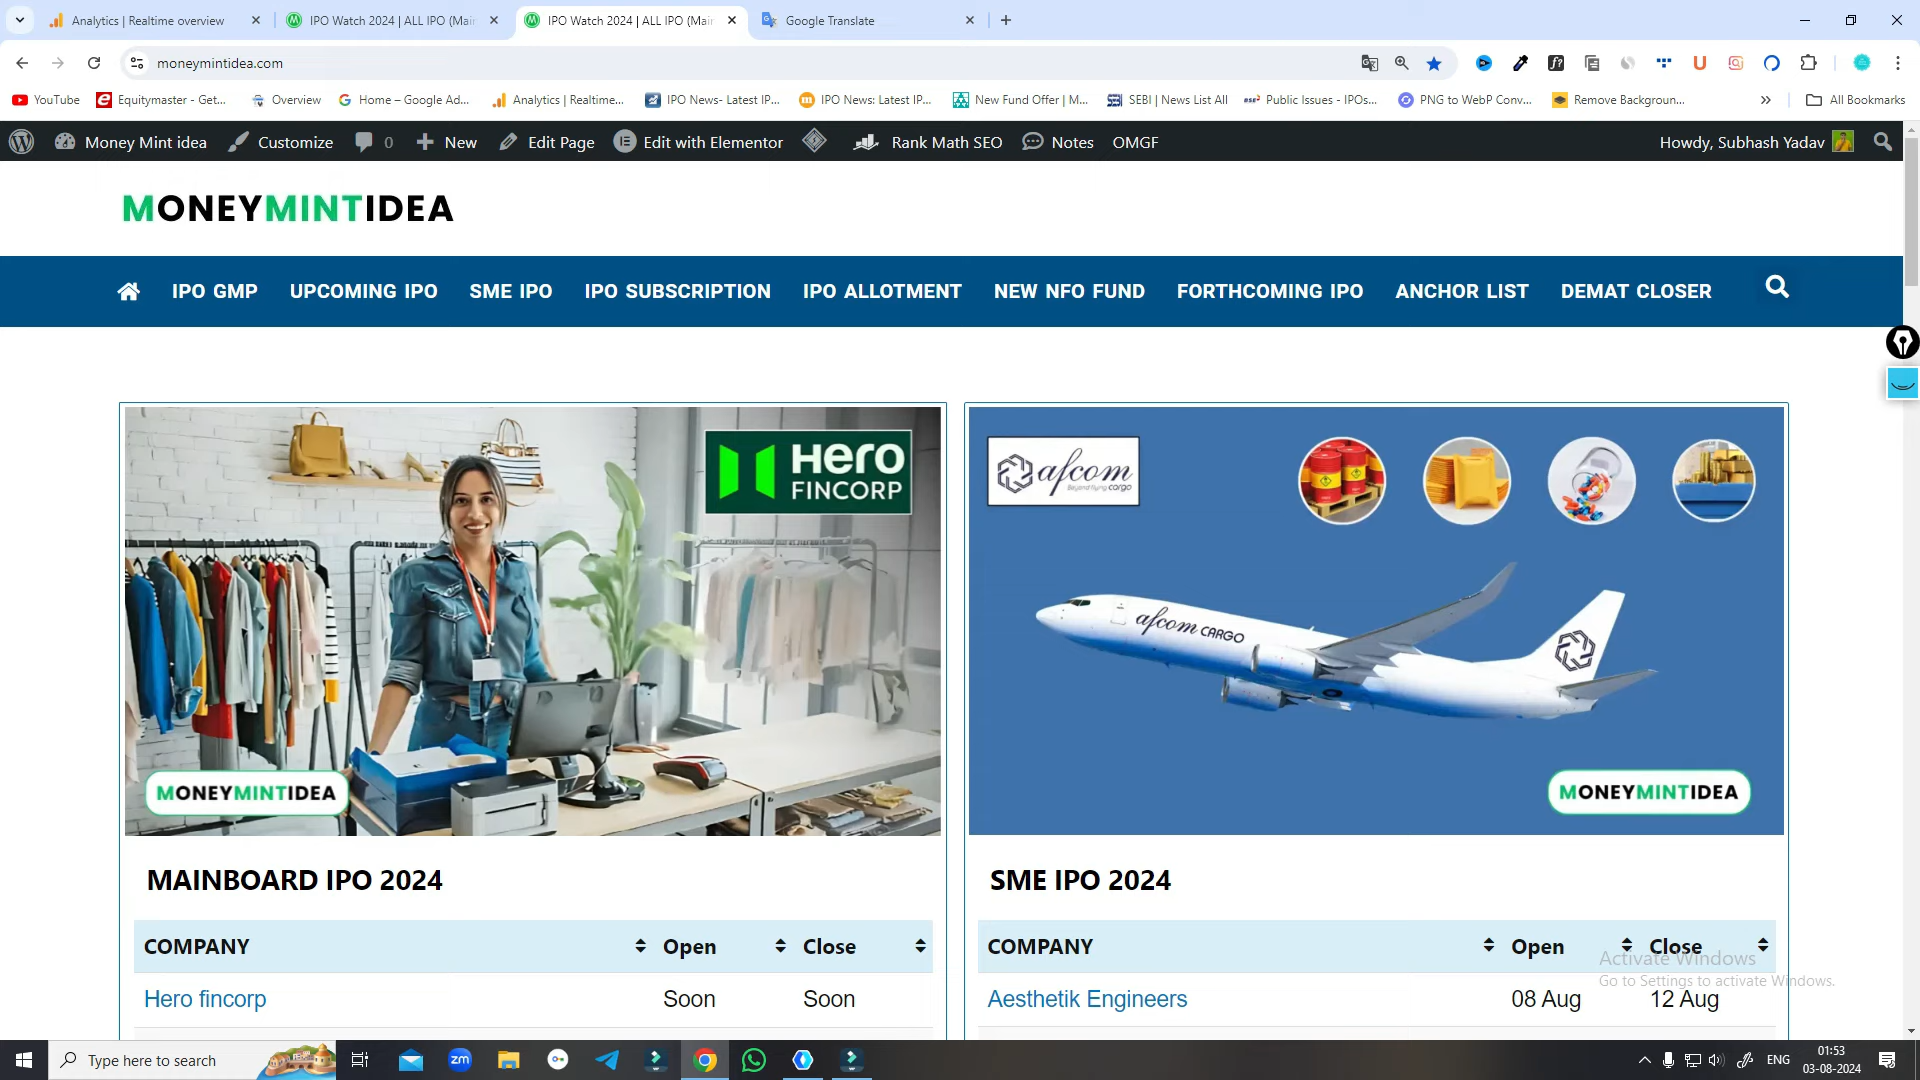 Analytics | Realtime overview
IPO Watch 2024 | ALL IPO (Mai
IPO Watch 2024 | ALL IPO (Mai
Google Translate
moneymintidea.com
YouTube
Equitymaster - Get...
Overview
Home – Google Ad...
Analytics | Realtime...
IPO News- Latest IP...
IPO News: Latest IP...
New Fund Offer | M...
SEBI | News List All
Public Issues - IPOs...
PNG to WebP Conv...
Remove Backgroun...
All Bookmarks
Money Mint idea
Customize
0
New
Edit Page
Edit with Elementor
Rank Math SEO
Notes
OMGF
Howdy, Subhash Yadav
MONEYMINTIDEA
IPO GMP
UPCOMING IPO
SME IPO
IPO SUBSCRIPTION
IPO ALLOTMENT
NEW NFO FUND
FORTHCOMING IPO
ANCHOR LIST
DEMAT CLOSER
Hero
FINCORP
MONEYMINTIDEA
afcom
Beyond flying cargo
afcom CARGO
MONEYMINTIDEA
MAINBOARD IPO 2024
COMPANY Open Close
Hero fincorp Soon Soon
SME IPO 2024
COMPANY Open Close
Aesthetik Engineers 08 Aug 12 Aug
Activate Windows
Go to Settings to activate Windows.
Type here to search
zm
ENG
01:53
03-08-2024